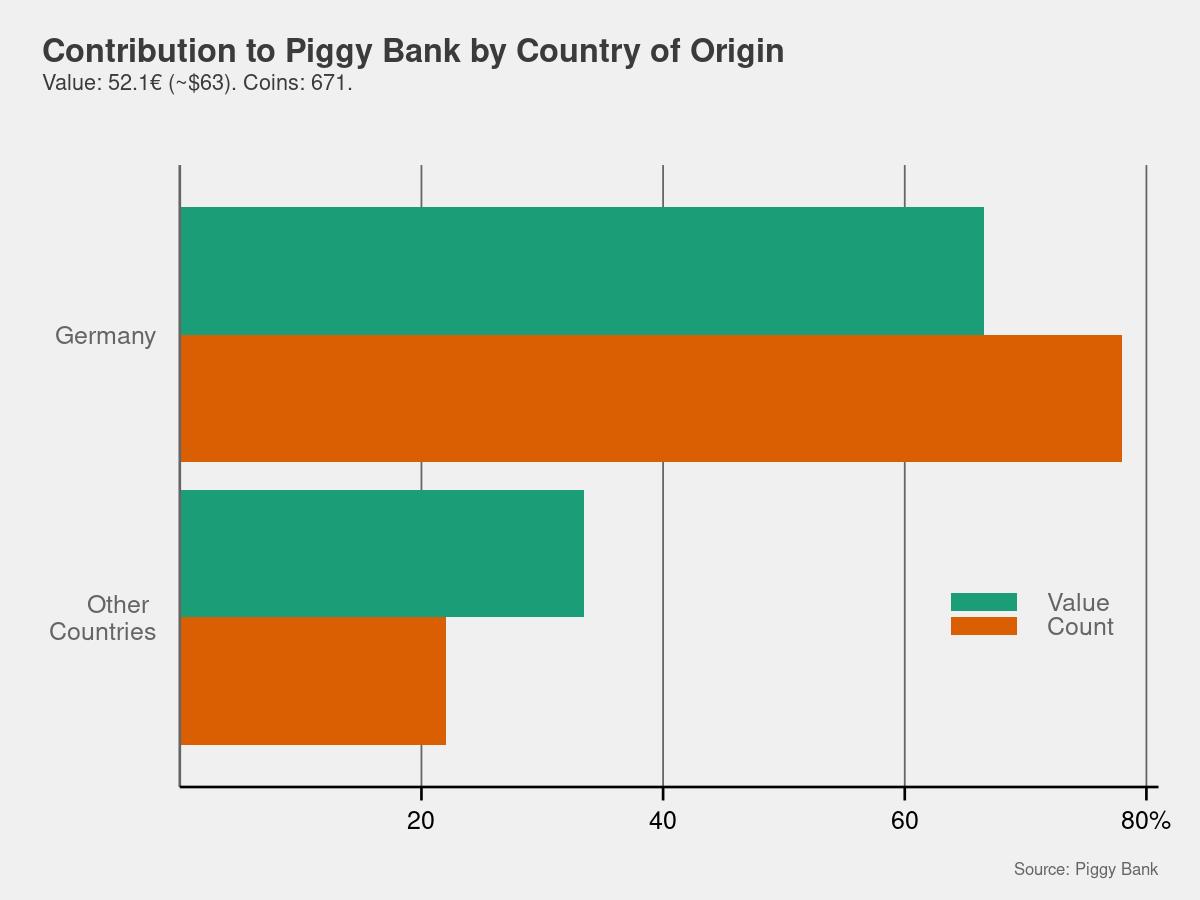 Contribution to Piggy Bank by Country of Origin
Value: 52.1€ (~$63). Coins: 671.
Germany
Other
Countries
Value
Count
20
40
60
80%
Source: Piggy Bank